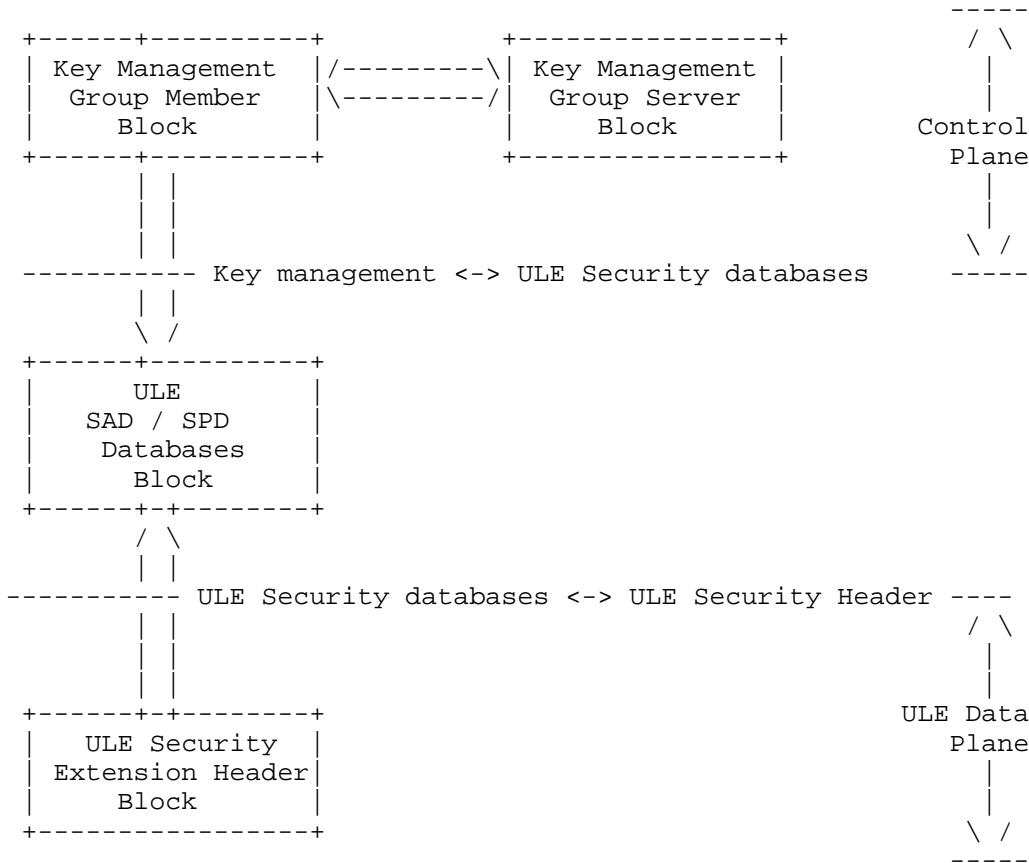 Key Management Key Management
Group Member Group Server
Block Block Control
Plane
Key management <-> ULE Security databases
ULE
SAD / SPD
Databases
Block
ULE Security databases <-> ULE Security Header
ULE Data
ULE Security Plane
Extension Header
Block